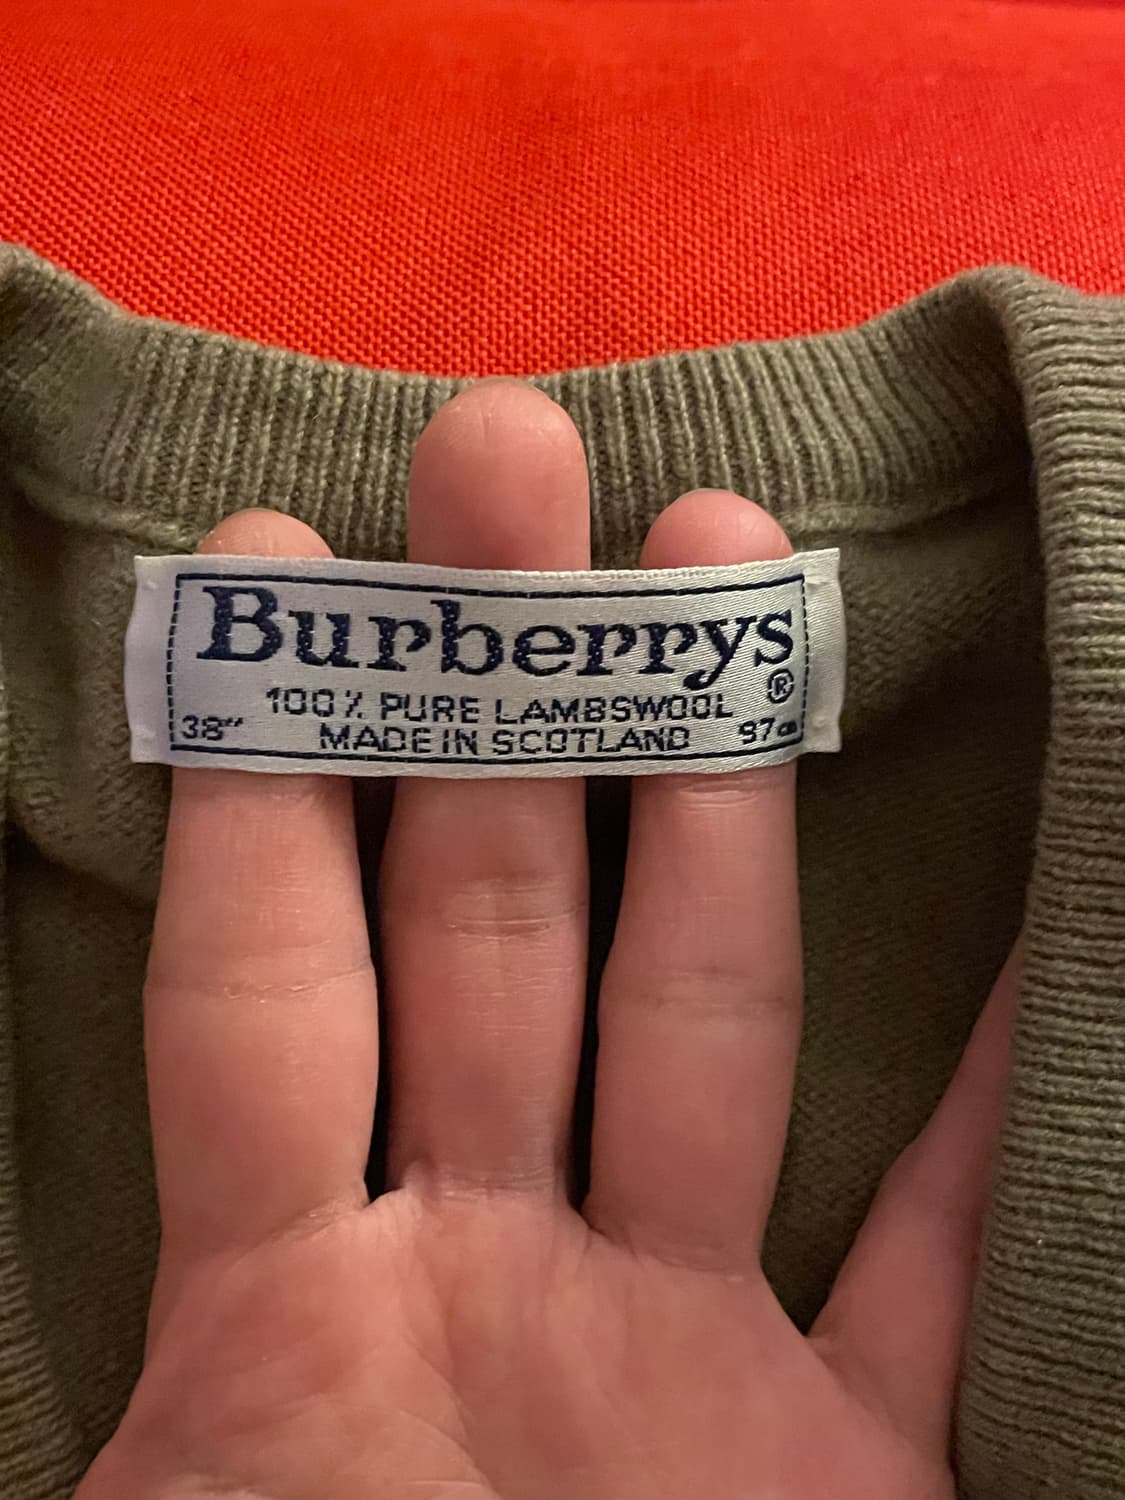 Burberrys
®
100% PURE LAMBSWOOL
38" MADE IN SCOTLAND 97cm